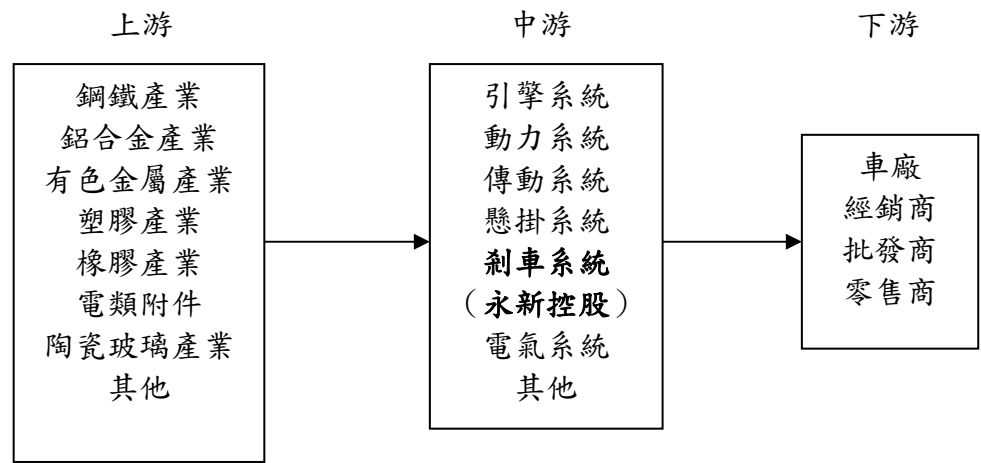 上游
鋼鐵產業
鋁合金產業
有色金屬產業
塑膠產業
橡膠產業
電類附件
陶瓷玻璃產業
其他
中游
引擎系統
動力系統
傳動系統
懸掛系統
剎車系統
（永新控股）
電氣系統
其他
下游
車廠
經銷商
批發商
零售商